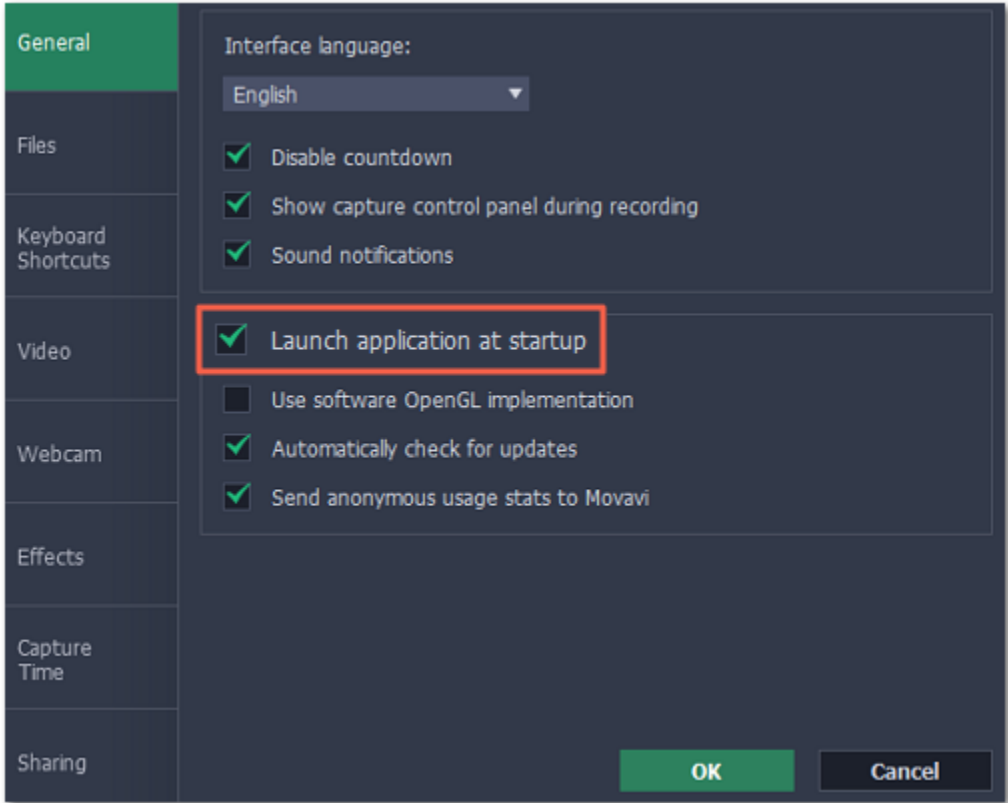 General
Files
Keyboard
Shortcuts
Video
Webcam
Effects
Capture
Time
Sharing
Interface language:
English
Disable countdown
Show capture control panel during recording
Sound notifications
Launch application at startup
Use software OpenGL implementation
Automatically check for updates
Send anonymous usage stats to Movavi
OK
Cancel